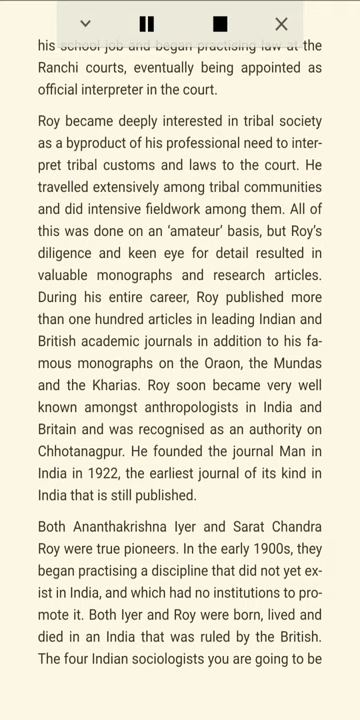 his school job and began practising law at the
Ranchi courts, eventually being appointed as
official interpreter in the court.
Roy became deeply interested in tribal society
as a byproduct of his professional need to inter-
pret tribal customs and laws to the court. He
travelled extensively among tribal communities
and did intensive fieldwork among them. All of
this was done on an ‘amateur’ basis, but Roy’s
diligence and keen eye for detail resulted in
valuable monographs and research articles.
During his entire career, Roy published more
than one hundred articles in leading Indian and
British academic journals in addition to his fa-
mous monographs on the Oraon, the Mundas
and the Kharias. Roy soon became very well
known amongst anthropologists in India and
Britain and was recognised as an authority on
Chhotanagpur. He founded the journal Man in
India in 1922, the earliest journal of its kind in
India that is still published.
Both Ananthakrishna Iyer and Sarat Chandra
Roy were true pioneers. In the early 1900s, they
began practising a discipline that did not yet ex-
ist in India, and which had no institutions to pro-
mote it. Both Iyer and Roy were born, lived and
died in an India that was ruled by the British.
The four Indian sociologists you are going to be